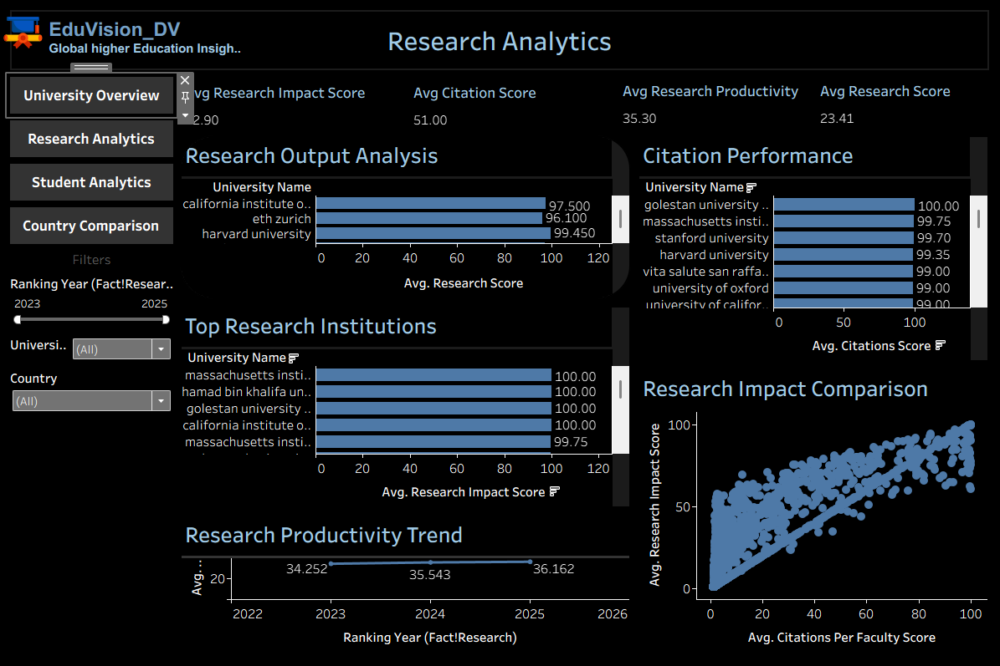 EduVision_DV
Global higher Education Insigh..
Research Analytics
University Overview
Research Analytics
Student Analytics
Country Comparison
Filters
Ranking Year (Fact!Resear..
2023 2025
Universi.. (All)
Country
(All)
vg Research Impact Score
2.90
Avg Citation Score
51.00
Avg Research Productivity
35.30
Avg Research Score
23.41
Research Output Analysis
University Name
california institute o.. 97.500
eth zurich 96.100
harvard university 99.450
0 20 40 60 80 100 120
Avg. Research Score
Citation Performance
University Name
golestan university .. 100.00
massachusetts insti.. 99.75
stanford university 99.70
harvard university 99.35
vita salute san raffa.. 99.00
university of oxford 99.00
university of califor.. 99.00
0 50 100
Avg. Citations Score
Top Research Institutions
University Name
massachusetts insti.. 100.00
hamad bin khalifa un.. 100.00
golestan university .. 100.00
california institute o.. 100.00
massachusetts insti.. 99.75
0 20 40 60 80 100 120
Avg. Research Impact Score
Research Impact Comparison
Avg. Research Impact Score
100
50
0
0 20 40 60 80 100
Avg. Citations Per Faculty Score
Research Productivity Trend
Avg...
20
34.252 35.543 36.162
2022 2023 2024 2025 2026
Ranking Year (Fact!Research)